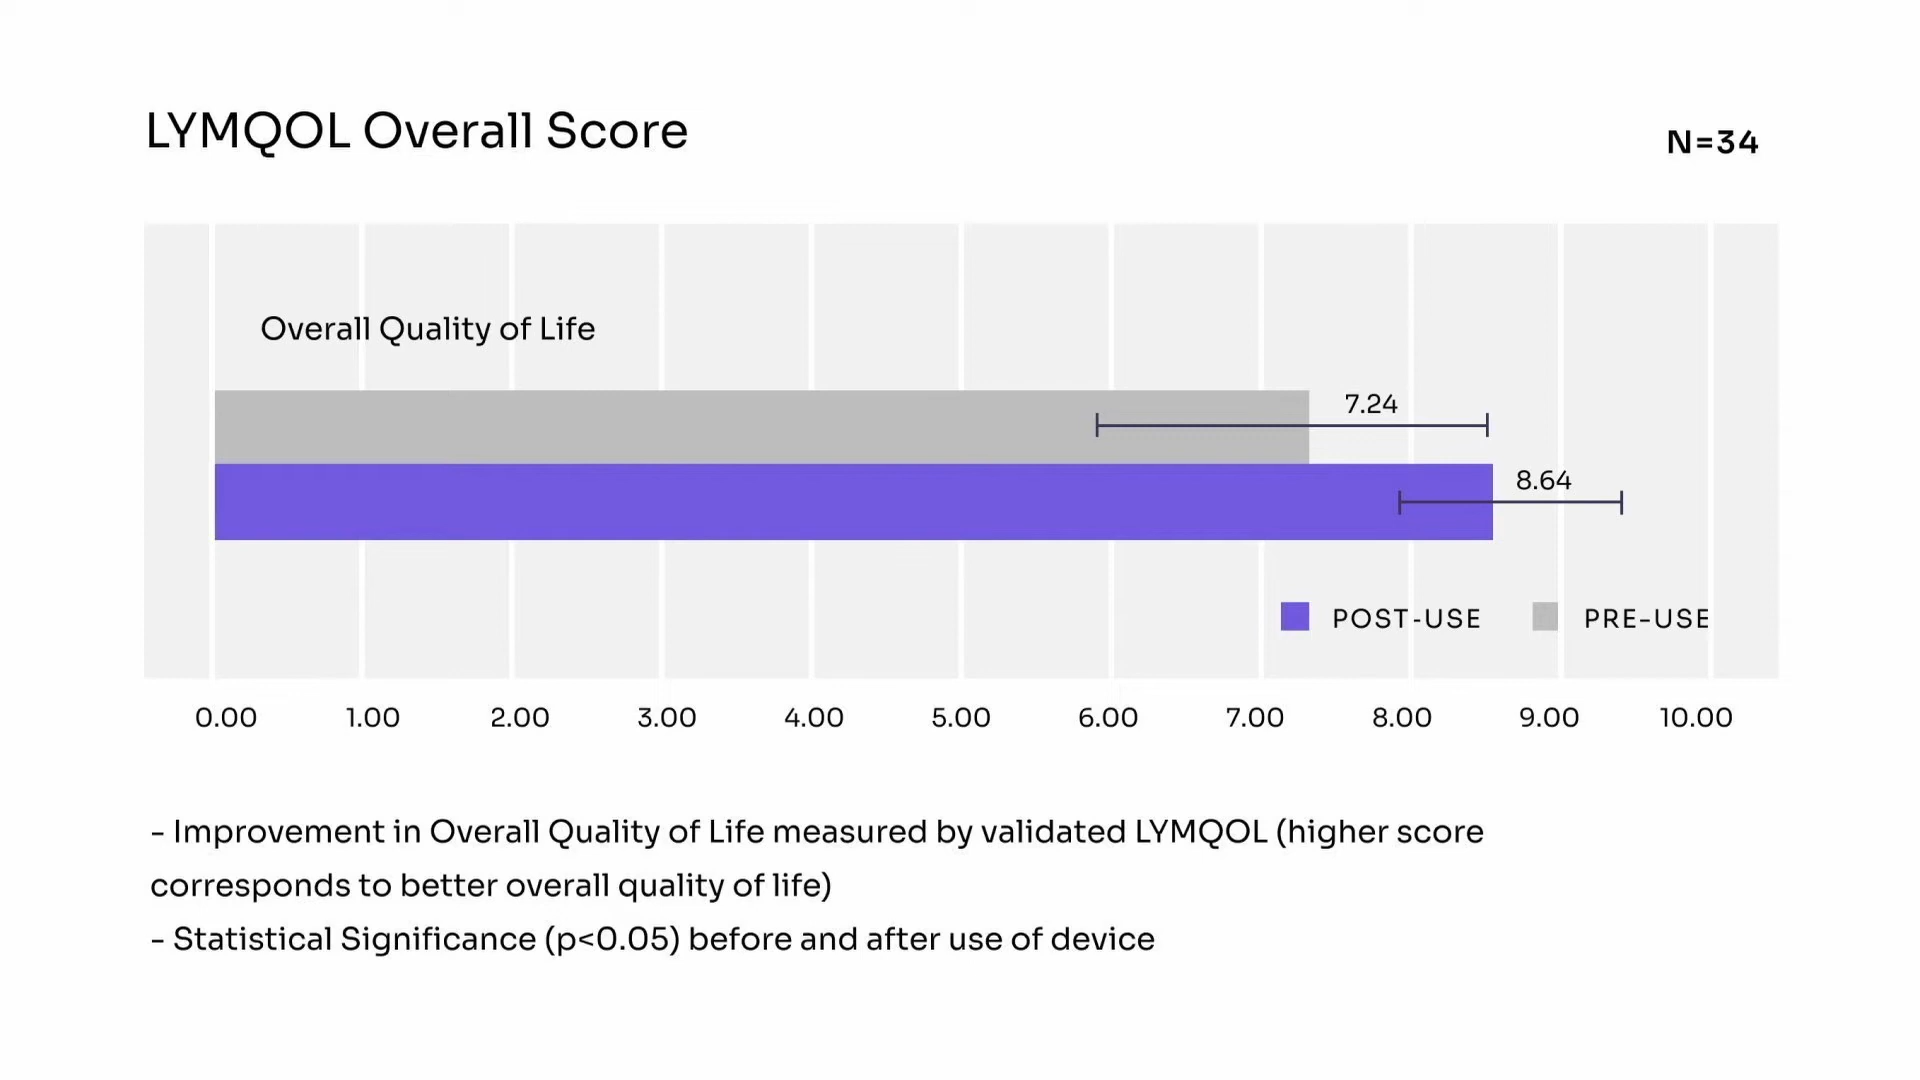 LYMQOL Overall Score
N=34
Overall Quality of Life
7.24
8.64
POST-USE PRE-USE
0.00 1.00 2.00 3.00 4.00 5.00 6.00 7.00 8.00 9.00 10.00
- Improvement in Overall Quality of Life measured by validated LYMQOL (higher score
corresponds to better overall quality of life)
- Statistical Significance (p<0.05) before and after use of device